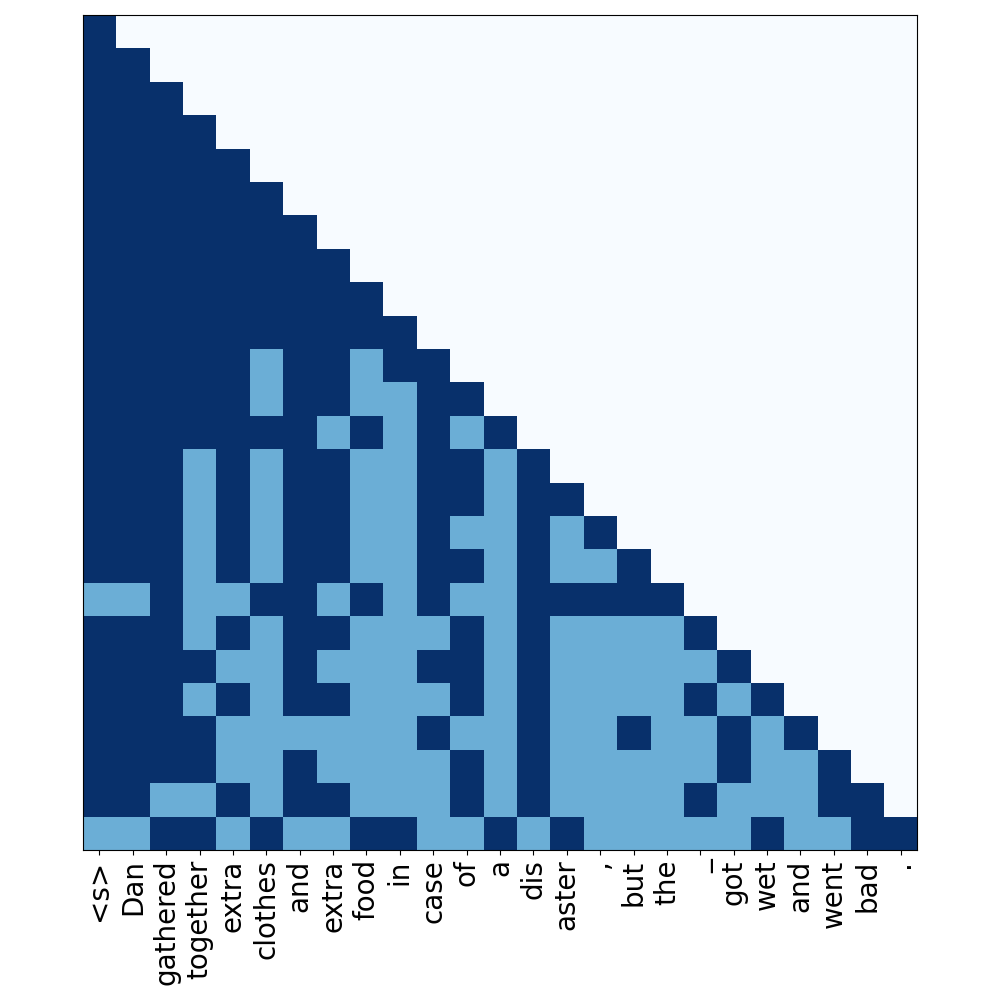 <s> Dan gathered together extra clothes and extra food in case of a dis aster , but the _ got wet and went bad .